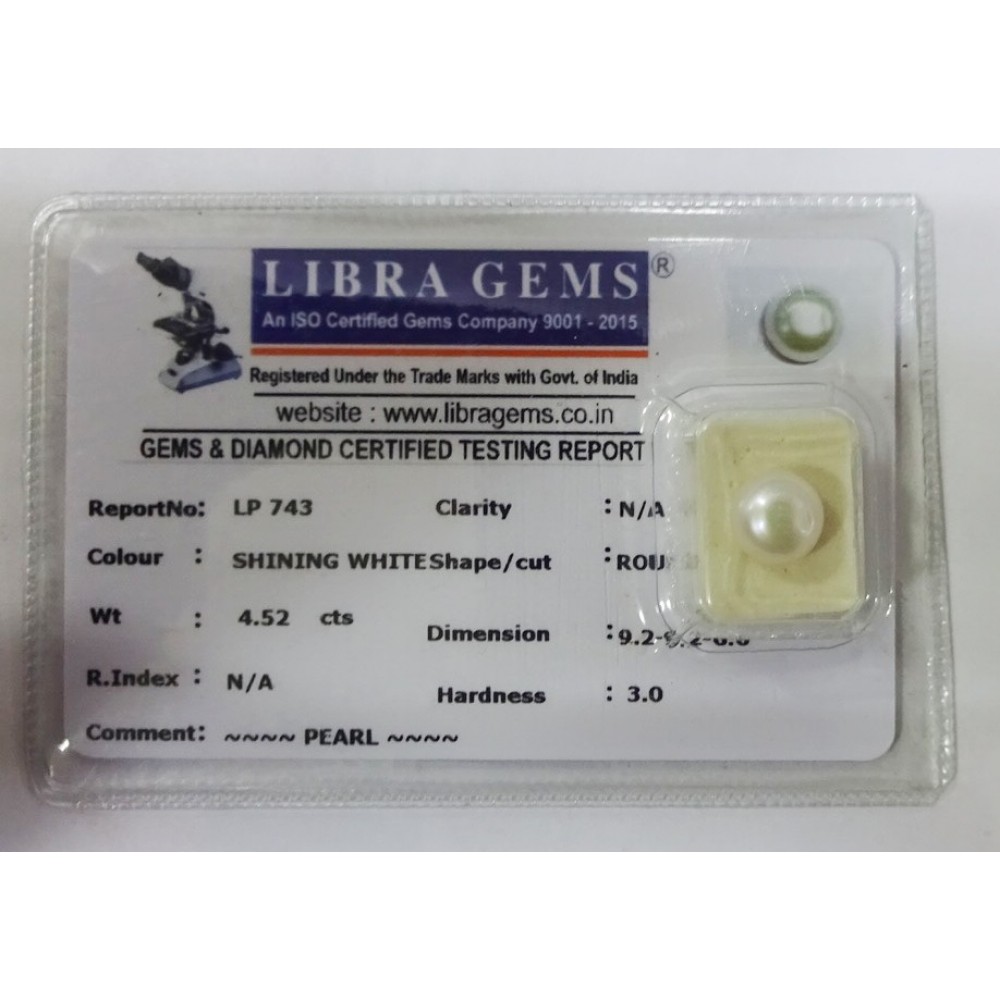 LIBRA GEMS ®
An ISO Certified Gems Company 9001 - 2015
Registered Under the Trade Marks with Govt. of India
website : www.libragems.co.in
GEMS & DIAMOND CERTIFIED TESTING REPORT
ReportNo: LP 743 Clarity : N/A
Colour : SHINING WHITE Shape/cut :
Wt : 4.52 cts Dimension :
R.Index : N/A Hardness : 3.0
Comment: ~~~~ PEARL ~~~~